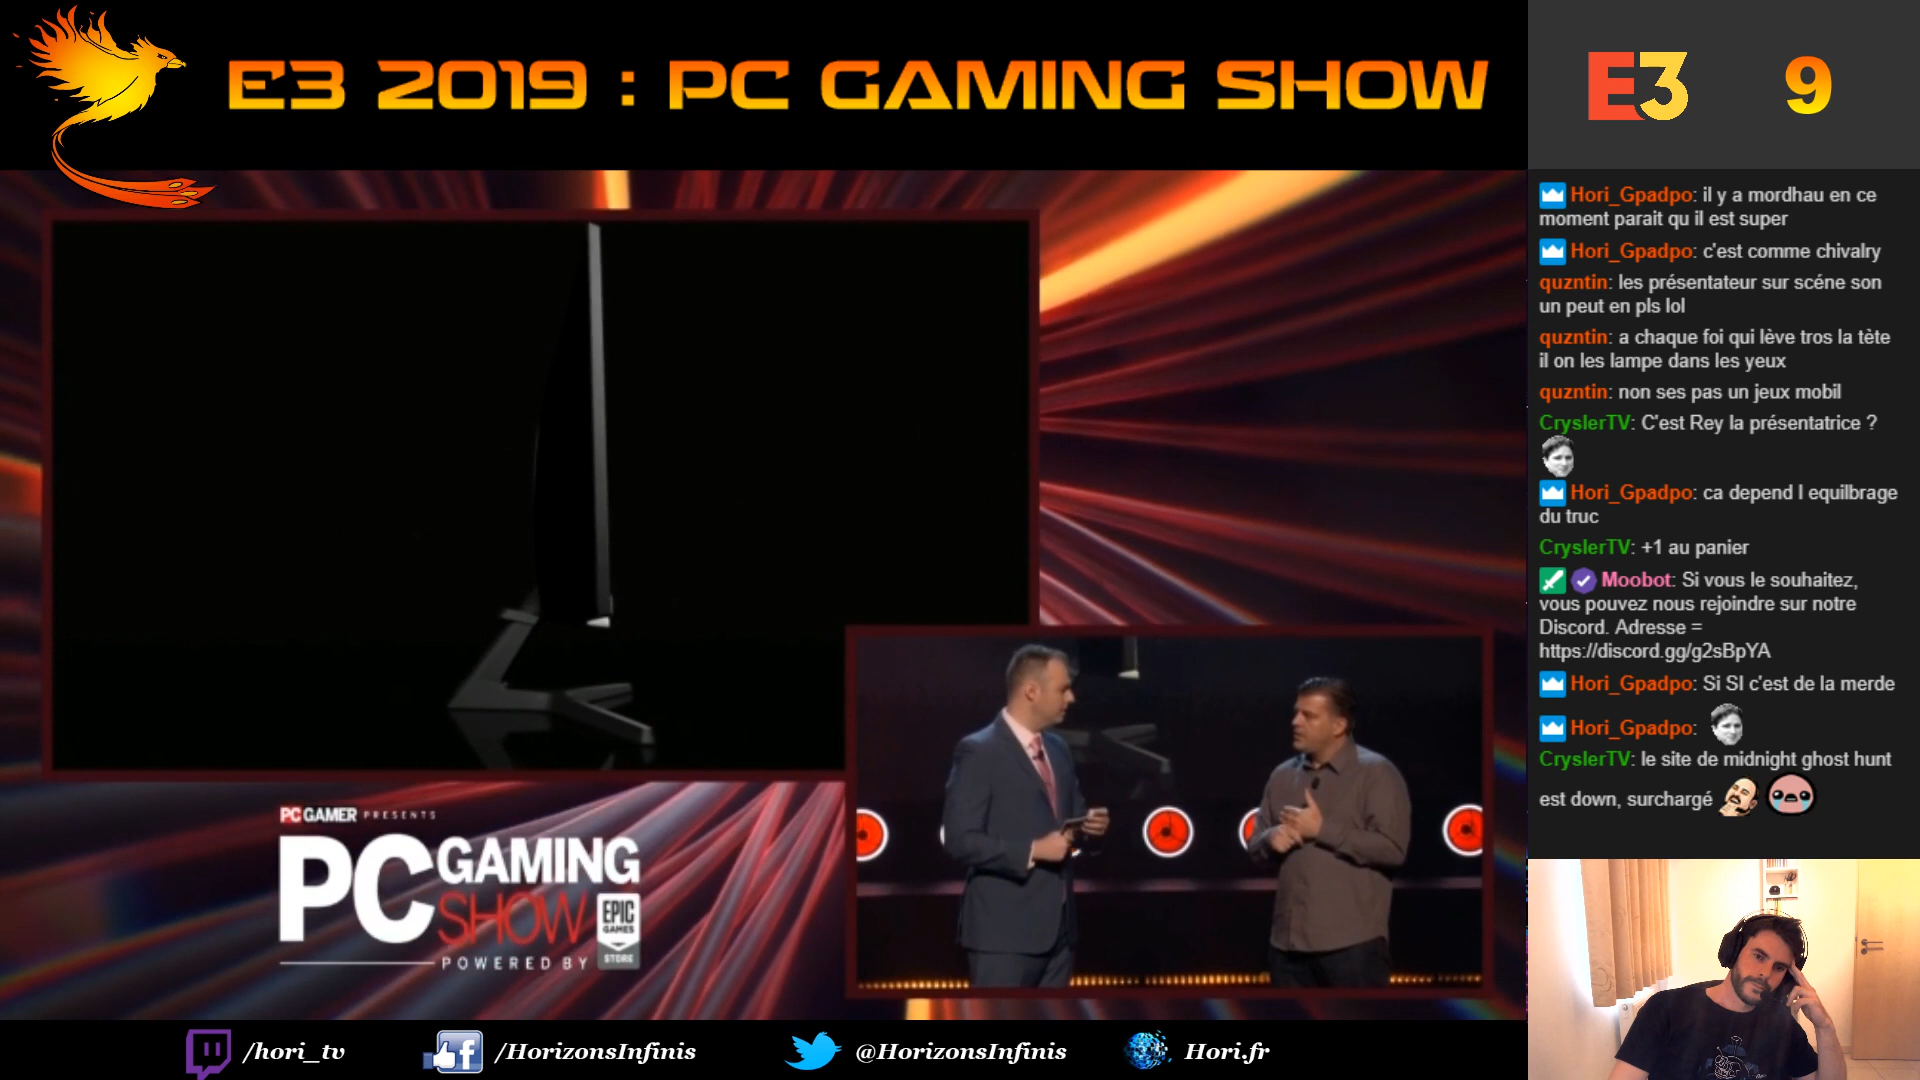 E3 2019 : PC GAMING SHOW
E3 9
Hori_Gpadpo: il y a mordhau en ce
moment parait qu il est super
Hori_Gpadpo: c'est comme chivalry
quzntin: les présentateur sur scéne son
un peut en pls lol
quzntin: a chaque foi qui lève tros la tète
il on les lampe dans les yeux
quzntin: non ses pas un jeux mobil
CryslerTV: C'est Rey la présentatrice ?
Hori_Gpadpo: ca depend l equilbrage
du truc
CryslerTV: +1 au panier
Moobot: Si vous le souhaitez,
vous pouvez nous rejoindre sur notre
Discord. Adresse =
https://discord.gg/g2sBpYA
Hori_Gpadpo: Si SI c'est de la merde
Hori_Gpadpo:
CryslerTV: le site de midnight ghost hunt
est down, surchargé
PC GAMER PRESENTS
PC GAMING
SHOW
EPIC
GAMES
STORE
POWERED BY
/hori_tv
/HorizonsInfinis
@HorizonsInfinis
Hori.fr